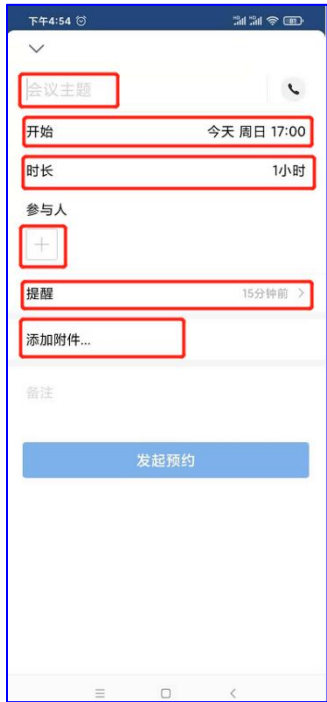 下午4:54
81
会议主题
开始 今天 周日 17:00
时长 1小时
参与人
提醒 15分钟前
添加附件...
备注
发起预约